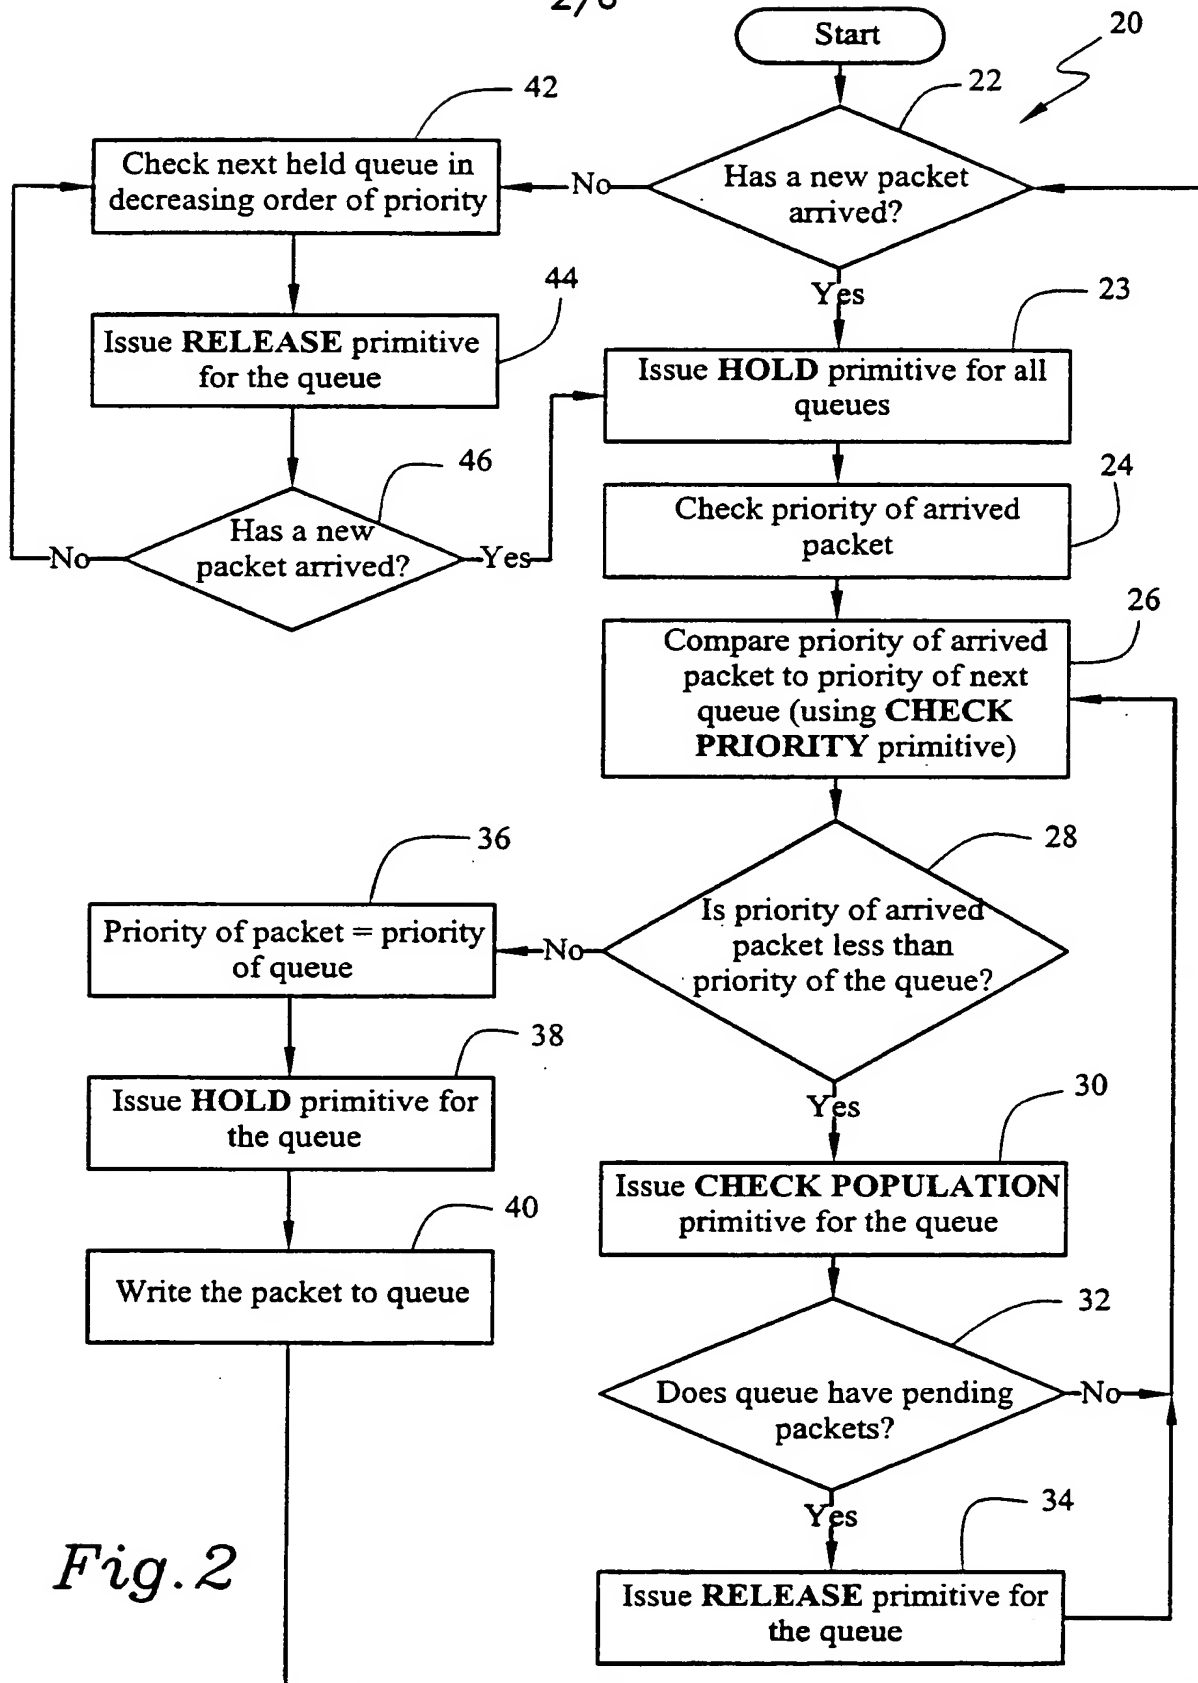 Start
20
22
42
Check next held queue in
decreasing order of priority
No
Has a new packet
arrived?
Yes
23
44
Issue RELEASE primitive
for the queue
Issue HOLD primitive for all
queues
46
24
Has a new
packet arrived?
No
Yes
Check priority of arrived
packet
26
Compare priority of arrived
packet to priority of next
queue (using CHECK
PRIORITY primitive)
36
28
Priority of packet = priority
of queue
No
Is priority of arrived
packet less than
priority of the queue?
38
Issue HOLD primitive for
the queue
Yes
30
Issue CHECK POPULATION
primitive for the queue
40
Write the packet to queue
32
Does queue have pending
packets?
No
Yes
34
Issue RELEASE primitive for
the queue
Fig.2